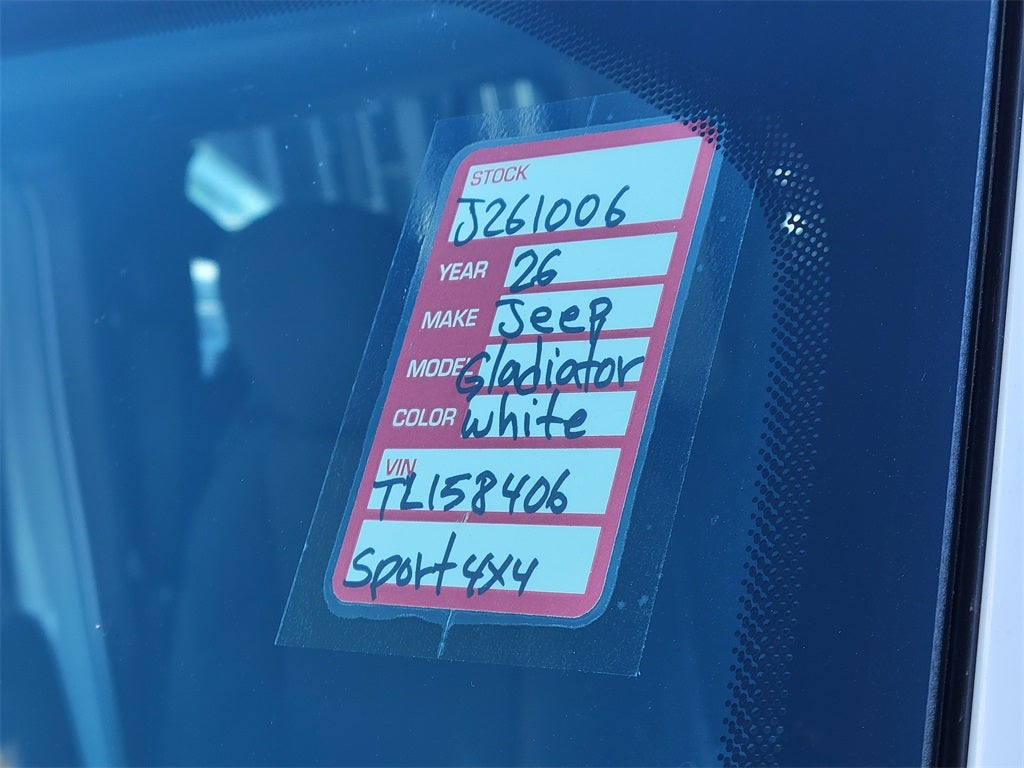 STOCK
J261006
YEAR 26
MAKE Jeep
MODEL Gladiator
COLOR white
VIN
TL158406
Sport 4x4